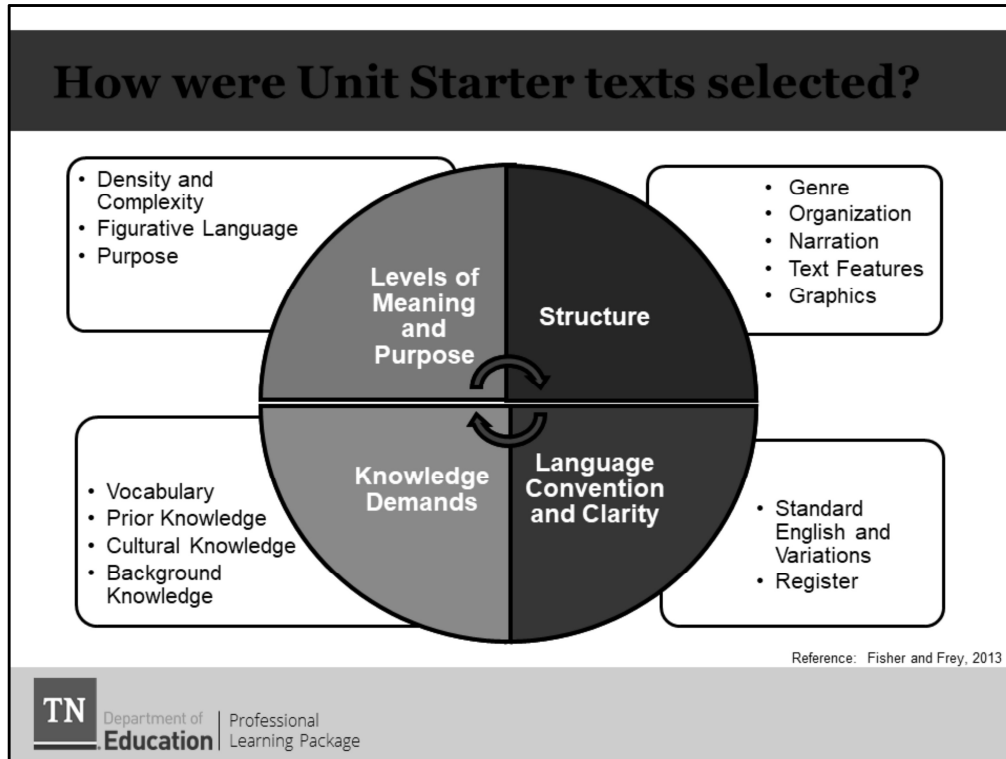 How were Unit Starter texts selected?
• Density and
Complexity
• Figurative Language
• Purpose
Levels of
Meaning
and
Purpose
• Genre
• Organization
• Narration
• Text Features
• Graphics
Structure
• Vocabulary
• Prior Knowledge
• Cultural Knowledge
• Background
Knowledge
Knowledge
Demands
Language
Convention
and Clarity
• Standard
English and
Variations
• Register
Reference: Fisher and Frey, 2013
TN
Department of
Education
Professional
Learning Package